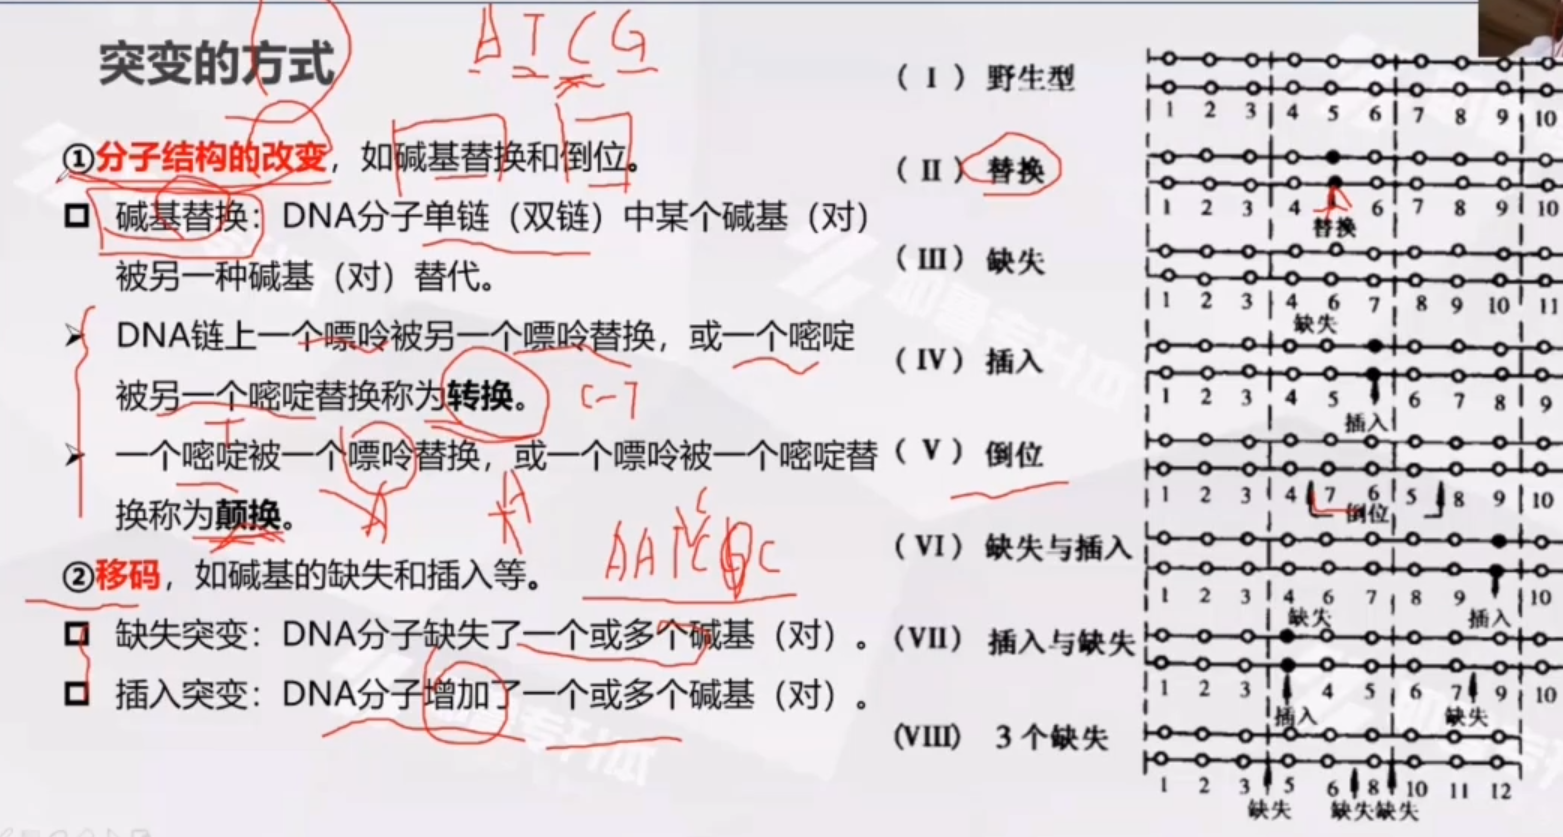 突变的方式
A T C G
①分子结构的改变，如碱基替换和倒位。
碱基替换：DNA分子单链（双链）中某个碱基（对）
被另一种碱基（对）替代。
DNA链上一个嘌呤被另一个嘌呤替换，或一个嘧啶
被另一个嘧啶替换称为转换。
C-T
一个嘧啶被一个嘌呤替换，或一个嘌呤被一个嘧啶替
换称为颠换。
T
A
②移码，如碱基的缺失和插入等。
缺失突变：DNA分子缺失了一个或多个碱基（对）。
插入突变：DNA分子增加了一个或多个碱基（对）。
（I）野生型
1 2 3 4 5 6 7 8 9 10
（II）替换
1 2 3 4 6 7 8 9 10
替换
（III）缺失
1 2 3 4 6 7 8 9 10 11
缺失
（IV）插入
1 2 3 4 5 6 7 8 9
插入
（V）倒位
1 2 3 4 7 6 5 8 9 10
倒位
（VI）缺失与插入
1 2 3 4 6 7 8 9 10
缺失 插入
（VII）插入与缺失
1 2 3 4 5 6 7 9 10
插入 缺失
（VIII）3个缺失
1 2 3 5 6 8 10 11 12
缺失 缺失缺失